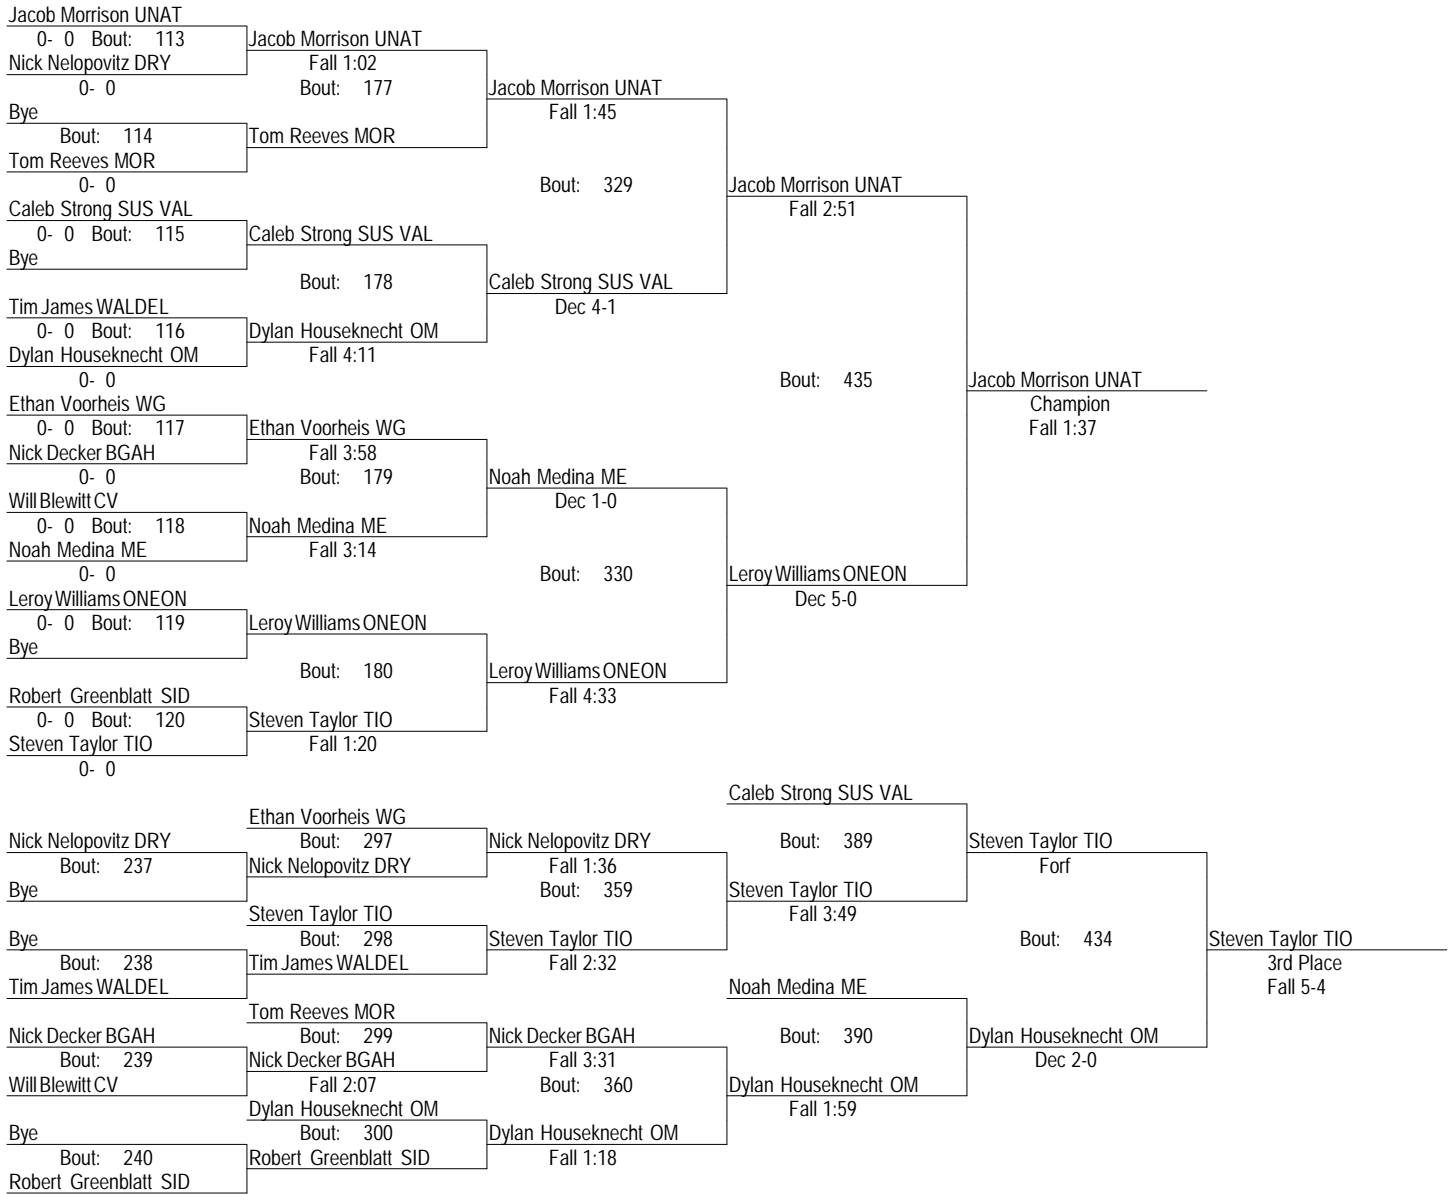 Jacob Morrison UNAT
0- 0 Bout: 113 Jacob Morrison UNAT
Nick Nelopovitz DRY Fall 1:02
0- 0 Bout: 177 Jacob Morrison UNAT
Bye Fall 1:45
Bout: 114 Tom Reeves MOR
Tom Reeves MOR
0- 0 Bout: 329 Jacob Morrison UNAT
Caleb Strong SUS VAL Fall 2:51
0- 0 Bout: 115 Caleb Strong SUS VAL
Bye
Bout: 178 Caleb Strong SUS VAL
Tim James WALDEL Dec 4-1
0- 0 Bout: 116 Dylan Houseknecht OM
Dylan Houseknecht OM Fall 4:11
0- 0 Bout: 435 Jacob Morrison UNAT
Ethan Voorheis WG Champion
0- 0 Bout: 117 Ethan Voorheis WG Fall 1:37
Nick Decker BGAH Fall 3:58
0- 0 Bout: 179 Noah Medina ME
Will Blewitt CV Dec 1-0
0- 0 Bout: 118 Noah Medina ME
Noah Medina ME Fall 3:14
0- 0 Bout: 330 Leroy Williams ONEON
Leroy Williams ONEON Dec 5-0
0- 0 Bout: 119 Leroy Williams ONEON
Bye
Bout: 180 Leroy Williams ONEON
Robert Greenblatt SID Fall 4:33
0- 0 Bout: 120 Steven Taylor TIO
Steven Taylor TIO Fall 1:20
0- 0
Caleb Strong SUS VAL
Ethan Voorheis WG
Nick Nelopovitz DRY Bout: 297 Nick Nelopovitz DRY Bout: 389 Steven Taylor TIO
Bout: 237 Nick Nelopovitz DRY Fall 1:36 Forf
Bye Bout: 359 Steven Taylor TIO
Steven Taylor TIO Fall 3:49
Bye Bout: 298 Steven Taylor TIO Bout: 434 Steven Taylor TIO
Bout: 238 Tim James WALDEL Fall 2:32 3rd Place
Tim James WALDEL Noah Medina ME Fall 5-4
Tom Reeves MOR
Nick Decker BGAH Bout: 299 Nick Decker BGAH Bout: 390 Dylan Houseknecht OM
Bout: 239 Nick Decker BGAH Fall 3:31 Dec 2-0
Will Blewitt CV Fall 2:07 Bout: 360 Dylan Houseknecht OM
Dylan Houseknecht OM Fall 1:59
Bye Bout: 300 Dylan Houseknecht OM
Bout: 240 Robert Greenblatt SID Fall 1:18
Robert Greenblatt SID